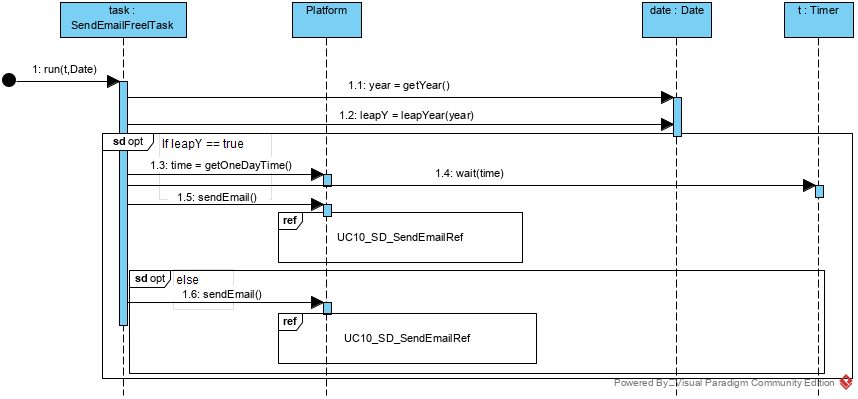 task :
SendEmailFreelTask
Platform
date : Date
t : Timer
1: run(t,Date)
1.1: year = getYear()
1.2: leapY = leapYear(year)
sd opt
If leapY == true
1.3: time = getOneDayTime()
1.4: wait(time)
1.5: sendEmail()
ref
UC10_SD_SendEmailRef
sd opt
else
1.6: sendEmail()
ref
UC10_SD_SendEmailRef
Powered By Visual Paradigm Community Edition